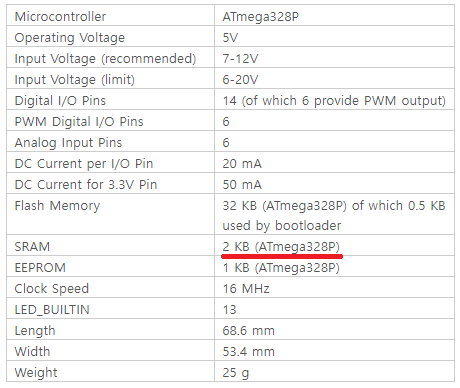 Microcontroller ATmega328P
Operating Voltage 5V
Input Voltage (recommended) 7-12V
Input Voltage (limit) 6-20V
Digital I/O Pins 14 (of which 6 provide PWM output)
PWM Digital I/O Pins 6
Analog Input Pins 6
DC Current per I/O Pin 20 mA
DC Current for 3.3V Pin 50 mA
Flash Memory 32 KB (ATmega328P) of which 0.5 KB
used by bootloader
SRAM 2 KB (ATmega328P)
EEPROM 1 KB (ATmega328P)
Clock Speed 16 MHz
LED_BUILTIN 13
Length 68.6 mm
Width 53.4 mm
Weight 25 g